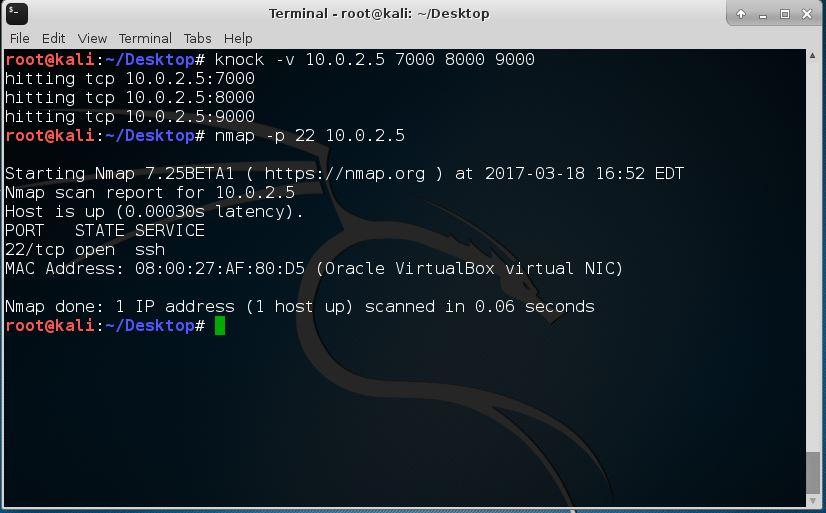 Terminal - root@kali: ~/Desktop
File Edit View Terminal Tabs Help
root@kali:~/Desktop# knock -v 10.0.2.5 7000 8000 9000
hitting tcp 10.0.2.5:7000
hitting tcp 10.0.2.5:8000
hitting tcp 10.0.2.5:9000
root@kali:~/Desktop# nmap -p 22 10.0.2.5
Starting Nmap 7.25BETA1 ( https://nmap.org ) at 2017-03-18 16:52 EDT
Nmap scan report for 10.0.2.5
Host is up (0.00030s latency).
PORT   STATE SERVICE
22/tcp open  ssh
MAC Address: 08:00:27:AF:80:D5 (Oracle VirtualBox virtual NIC)
Nmap done: 1 IP address (1 host up) scanned in 0.06 seconds
root@kali:~/Desktop#